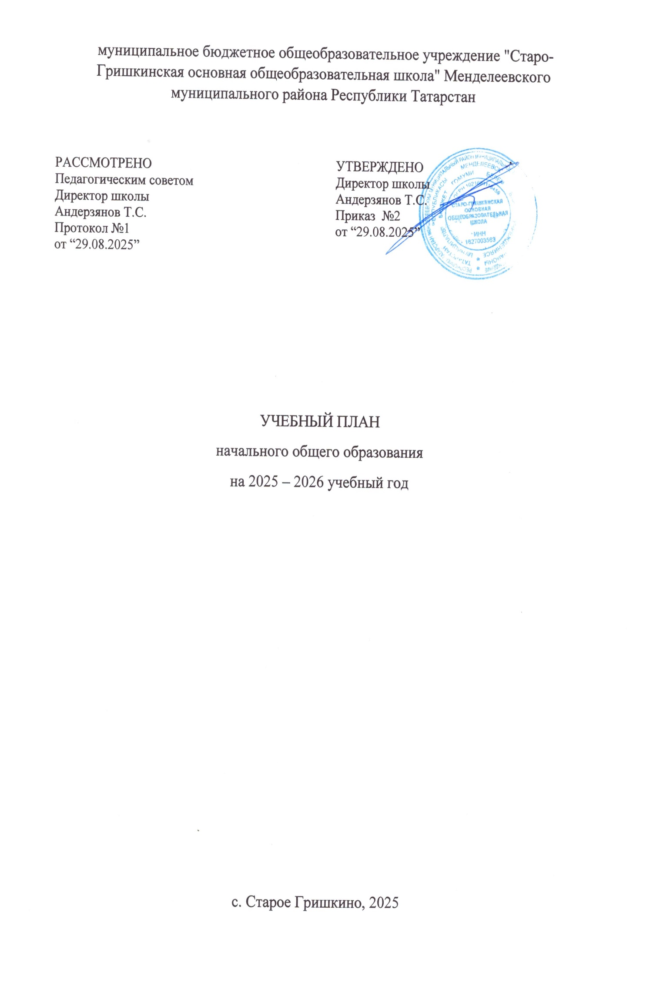 муниципальное бюджетное общеобразовательное учреждение "Старо-
Гришкинская основная общеобразовательная школа" Менделеевского
муниципального района Республики Татарстан
РАССМОТРЕНО
Педагогическим советом
Директор школы
Андерзянов Т.С.
Протокол №1
от “29.08.2025”
УТВЕРЖДЕНО
Директор школы
Андерзянов Т.С.
Приказ  №2
от “29.08.2025”
СТАРО-ГРИШКИНСКАЯ
ОСНОВНАЯ
ОБЩЕОБРАЗОВАТЕЛЬНАЯ
ШКОЛА
ИНН
1627003563
УЧЕБНЫЙ ПЛАН
начального общего образования
на 2025 – 2026 учебный год
с. Старое Гришкино, 2025